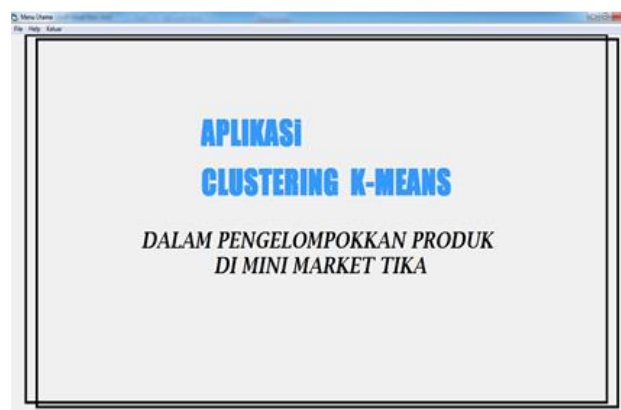 Menu Utama
File Help Keluar
APLIKASi
CLUSTERING K-MEANS
DALAM PENGELOMPOKKAN PRODUK
DI MINI MARKET TIKA